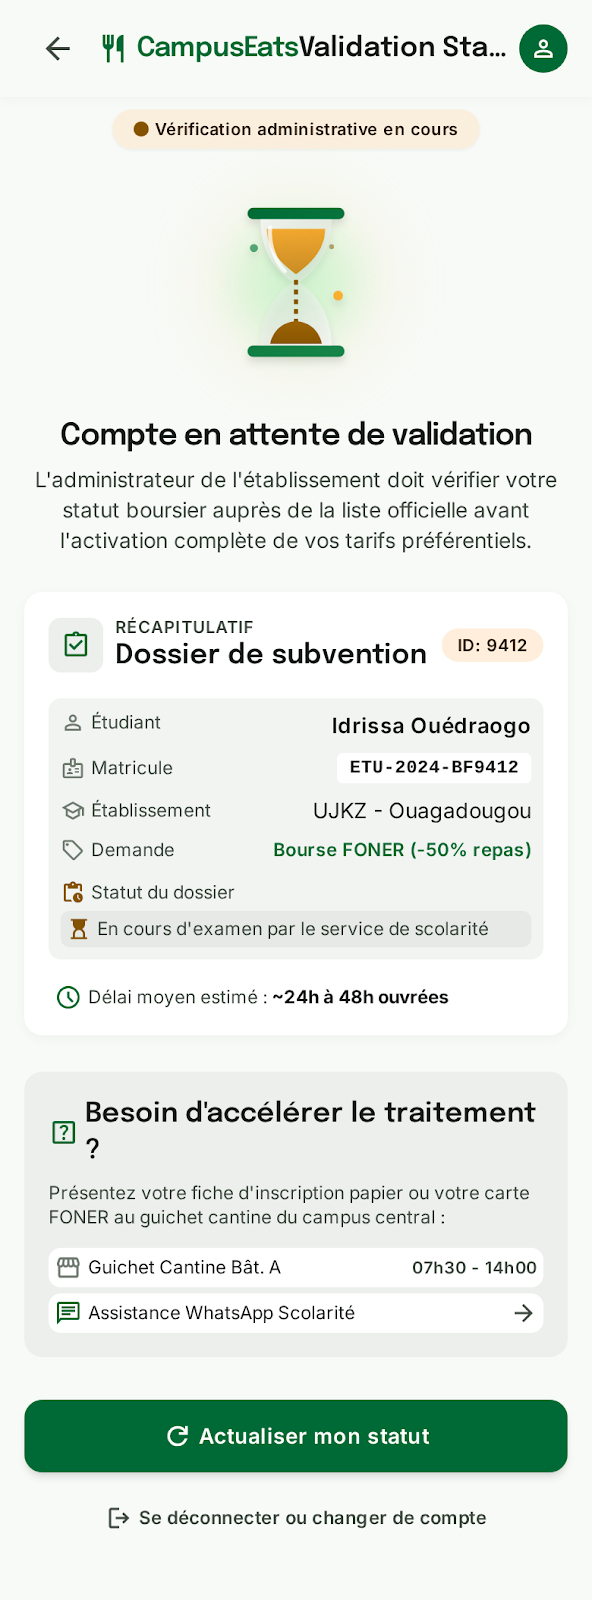 CampusEatsValidation Sta...
Vérification administrative en cours
Compte en attente de validation
L'administrateur de l'établissement doit vérifier votre
statut boursier auprès de la liste officielle avant
l'activation complète de vos tarifs préférentiels.
RÉCAPITULATIF
Dossier de subvention
ID: 9412
Étudiant
Idrissa Ouédraogo
Matricule
ETU-2024-BF9412
Établissement
UJKZ - Ouagadougou
Demande
Bourse FONER (-50% repas)
Statut du dossier
En cours d'examen par le service de scolarité
Délai moyen estimé : ~24h à 48h ouvrées
Besoin d'accélérer le traitement
?
Présentez votre fiche d'inscription papier ou votre carte
FONER au guichet cantine du campus central :
Guichet Cantine Bât. A
07h30 - 14h00
Assistance WhatsApp Scolarité
Actualiser mon statut
Se déconnecter ou changer de compte